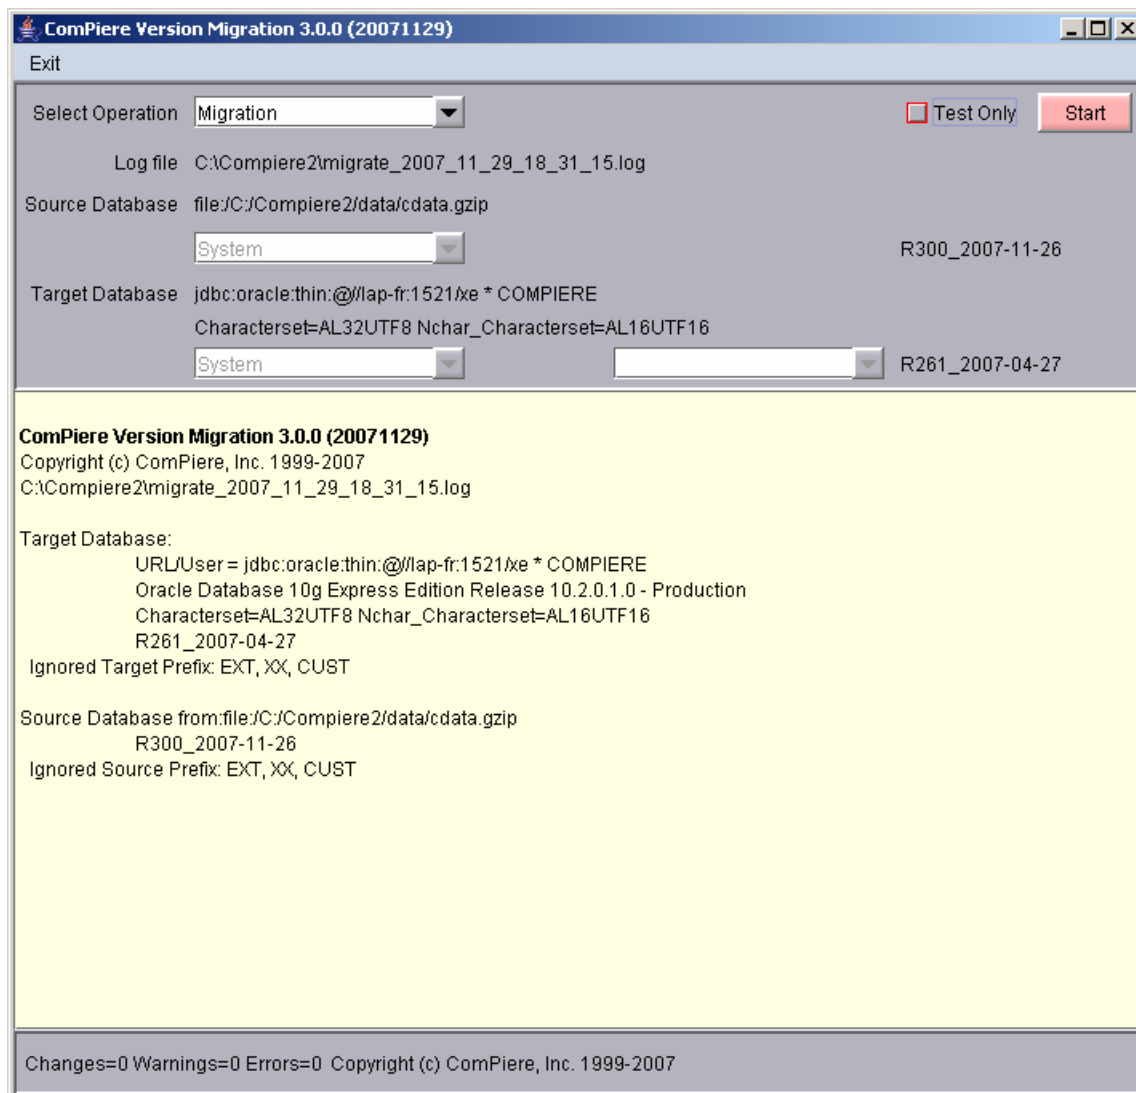 ComPiere Version Migration 3.0.0 (20071129)
Exit
Select Operation Migration Test Only Start
Log file C:\Compiere2\migrate_2007_11_29_18_31_15.log
Source Database file:/C:/Compiere2/data/cdata.gzip
System R300_2007-11-26
Target Database jdbc:oracle:thin:@//lap-fr:1521/xe * COMPIERE
Characterset=AL32UTF8 Nchar_Characterset=AL16UTF16
System R261_2007-04-27
ComPiere Version Migration 3.0.0 (20071129)
Copyright (c) ComPiere, Inc. 1999-2007
C:\Compiere2\migrate_2007_11_29_18_31_15.log
Target Database:
URL/User = jdbc:oracle:thin:@//lap-fr:1521/xe * COMPIERE
Oracle Database 10g Express Edition Release 10.2.0.1.0 - Production
Characterset=AL32UTF8 Nchar_Characterset=AL16UTF16
R261_2007-04-27
Ignored Target Prefix: EXT, XX, CUST
Source Database from:file:/C:/Compiere2/data/cdata.gzip
R300_2007-11-26
Ignored Source Prefix: EXT, XX, CUST
Changes=0 Warnings=0 Errors=0 Copyright (c) ComPiere, Inc. 1999-2007